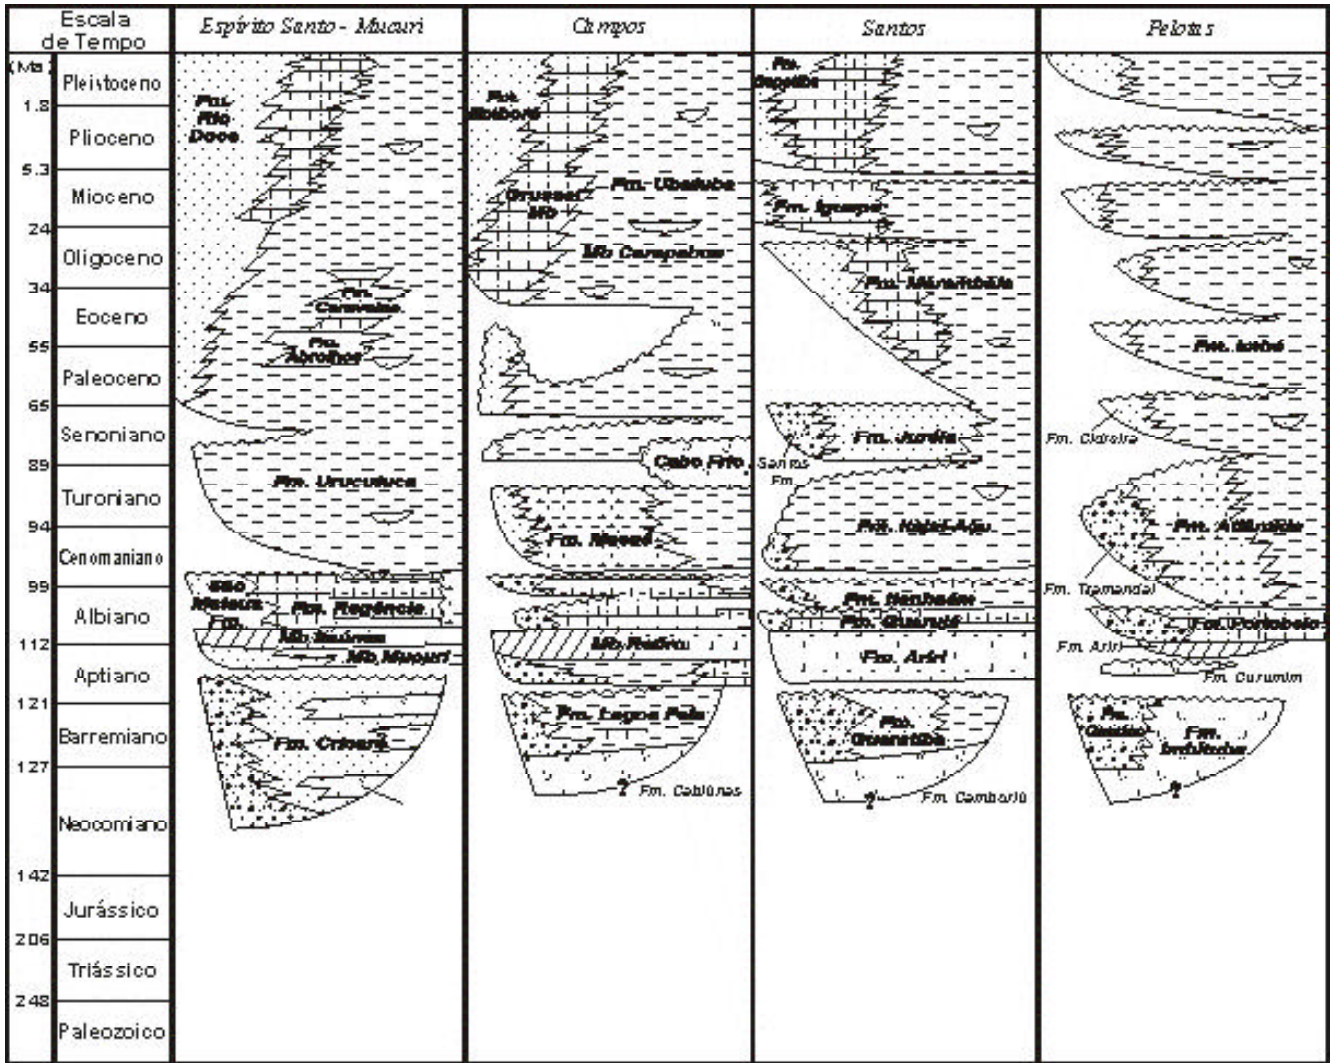 Escala
de Tempo
Espírito Santo - Mucuri
Campos
Santos
Pelotas
(Ma)
Pleistoceno
1.8
Plioceno
5.3
Mioceno
24
Oligoceno
34
Eoceno
55
Paleoceno
65
Senoniano
89
Turoniano
94
Cenomaniano
99
Albiano
112
Aptiano
121
Barremiano
127
Neocomiano
142
Jurássico
206
Triássico
248
Paleozoico
Fm.
Rio
Doce
Fm.
Caravelas
Fm.
Abrolhos
Fm. Urucutuca
São
Mateus
Fm.
Fm. Regência
Mb. Mucuri
Fm. Cricaré
Fm.
Grussaí
Mb
Fm. Ubatuba
Mb Carapebus
Cabo Frio
Fm. Macaé
Mb. Retiro
Fm. Lagoa Feia
?
Fm. Cabiúnas
Fm.
Fm. Iguape
Fm. Marambaia
Fm. Juréia
Santos
Fm.
Fm. Itajaí-Açu
Fm. Itanhaém
Fm. Guarujá
Fm. Ariri
Fm.
Guaratiba
?
Fm. Camboriú
Fm. Imbé
Fm. Cidreira
Fm. Atlântida
Fm. Tramandaí
Fm. Portobelo
Fm. Ariri
Fm. Curumim
Fm.
Fm.
Imbituba
?